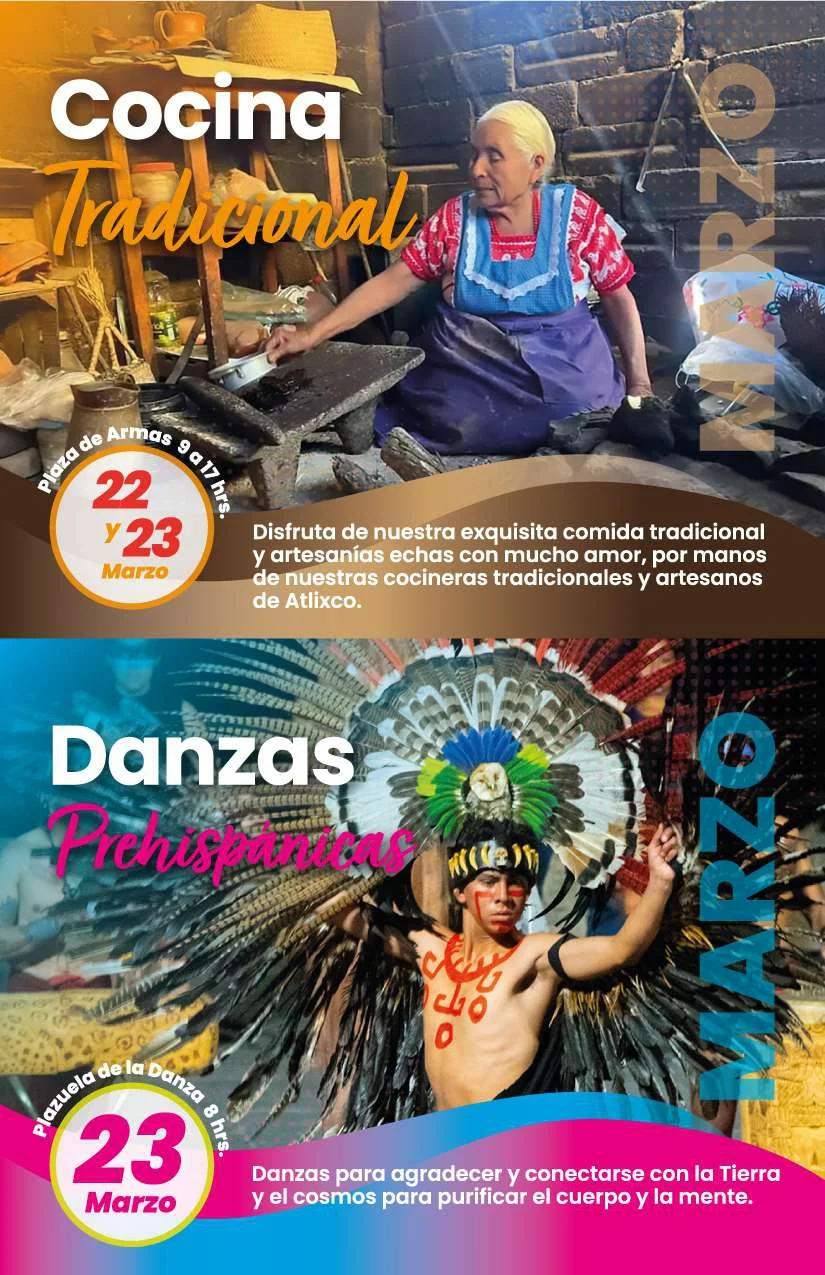 Cocina
Tradicional
MARZO
Plaza de Armas 9 a 17 hrs.
22
y 23
Marzo
Disfruta de nuestra exquisita comida tradicional
y artesanías echas con mucho amor, por manos
de nuestras cocineras tradicionales y artesanos
de Atlixco.
Danzas
Prehispánicas
MARZO
Plazuela de la Danza 8 hrs.
23
Marzo
Danzas para agradecer y conectarse con la Tierra
y el cosmos para purificar el cuerpo y la mente.